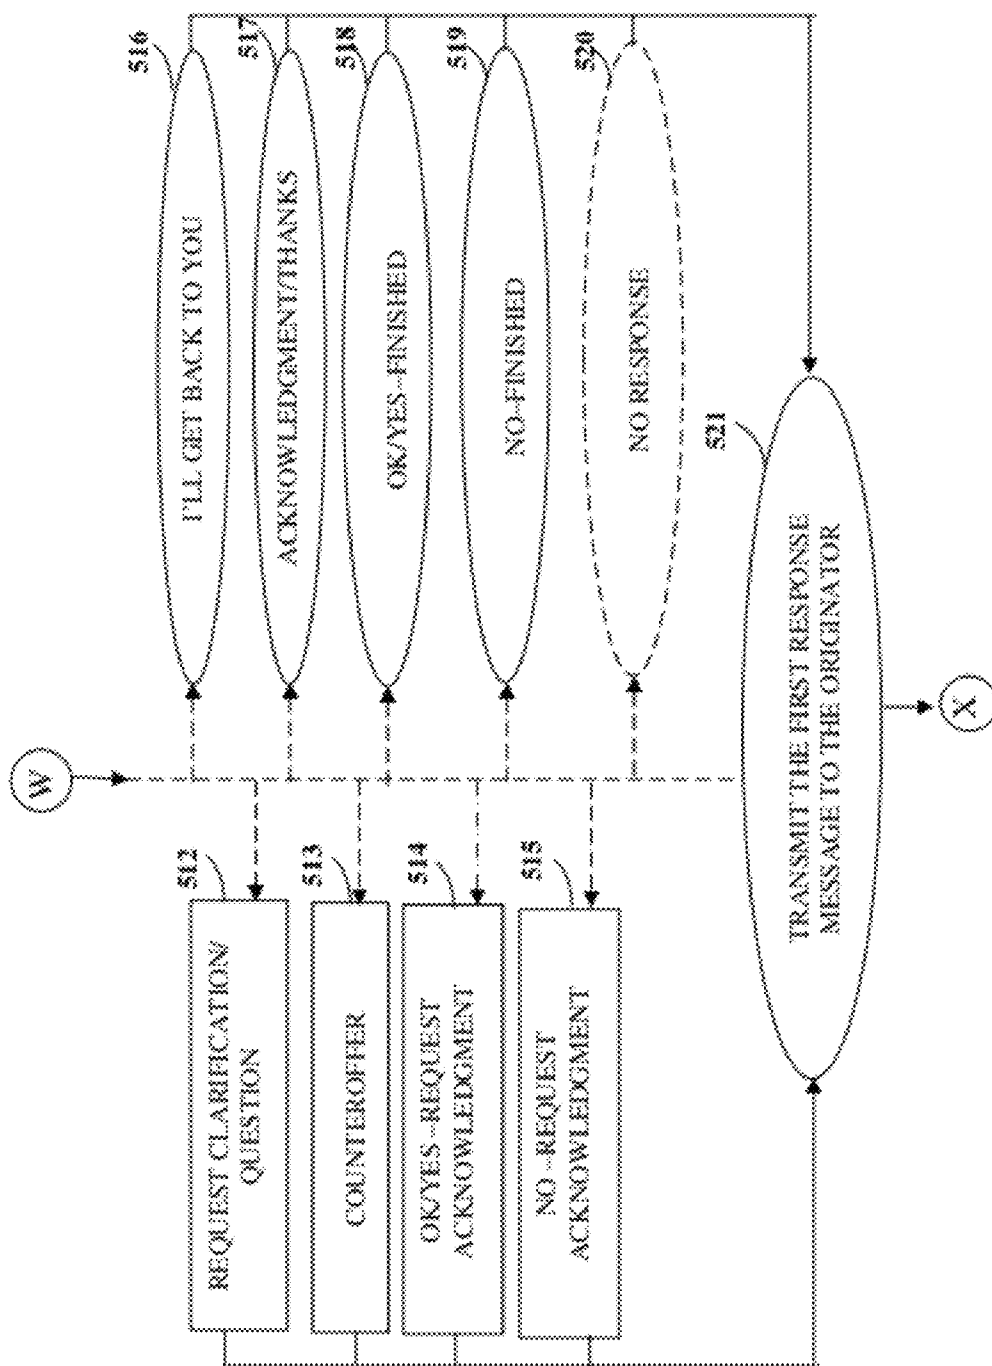 W
512
REQUEST CLARIFICATION/
QUESTION
513
COUNTEROFFER
514
OK/YES –REQUEST
ACKNOWLEDGMENT
515
NO –REQUEST
ACKNOWLEDGMENT
516
I'LL GET BACK TO YOU
517
ACKNOWLEDGMENT/THANKS
518
OK/YES–FINISHED
519
NO–FINISHED
520
NO RESPONSE
521
TRANSMIT THE FIRST RESPONSE
MESSAGE TO THE ORIGINATOR
X